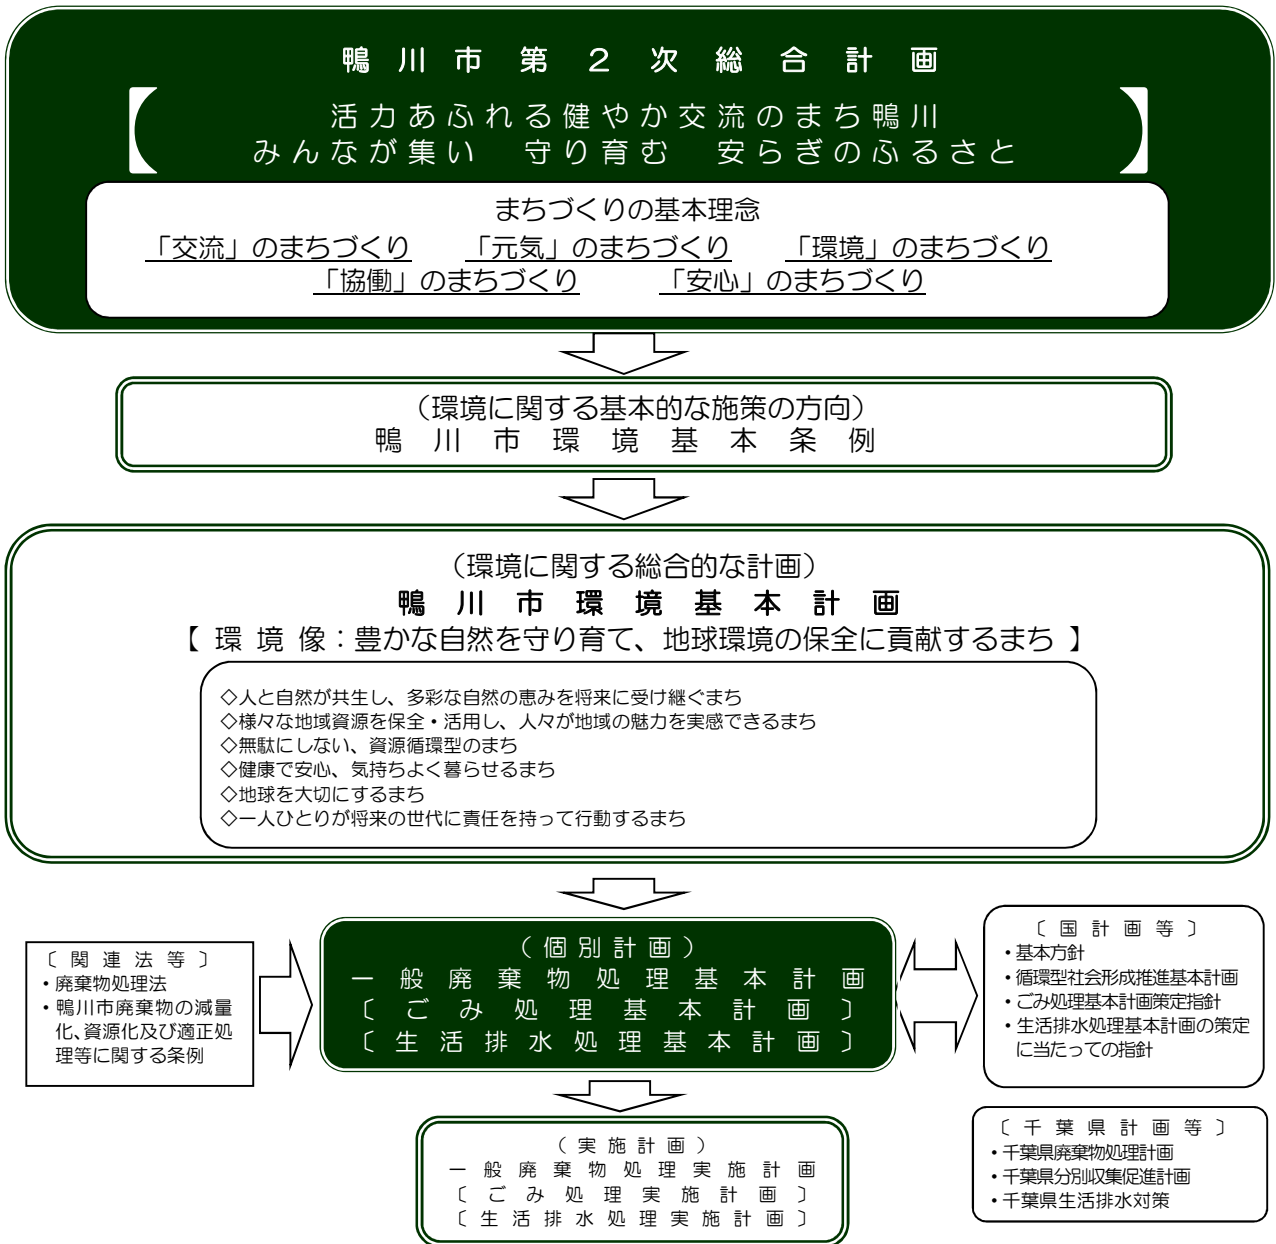 鴨川市第２次総合計画
活力あふれる健やか交流のまち鴨川
みんなが集い　守り育む　安らぎのふるさと
まちづくりの基本理念
「交流」のまちづくり　「元気」のまちづくり　「環境」のまちづくり
「協働」のまちづくり　「安心」のまちづくり
（環境に関する基本的な施策の方向）
鴨川市環境基本条例
（環境に関する総合的な計画）
鴨川市環境基本計画
【環境像：豊かな自然を守り育て、地球環境の保全に貢献するまち】
◇人と自然が共生し、多彩な自然の恵みを将来に受け継ぐまち
◇様々な地域資源を保全・活用し、人々が地域の魅力を実感できるまち
◇無駄にしない、資源循環型のまち
◇健康で安心、気持ちよく暮らせるまち
◇地球を大切にするまち
◇一人ひとりが将来の世代に責任を持って行動するまち
〔関連法等〕
・廃棄物処理法
・鴨川市廃棄物の減量
化、資源化及び適正処
理等に関する条例
（個別計画）
一般廃棄物処理基本計画
〔ごみ処理基本計画〕
〔生活排水処理基本計画〕
〔国計画等〕
・基本方針
・循環型社会形成推進基本計画
・ごみ処理基本計画策定指針
・生活排水処理基本計画の策定
に当たっての指針
〔千葉県計画等〕
・千葉県廃棄物処理計画
・千葉県分別収集促進計画
・千葉県生活排水対策
（実施計画）
一般廃棄物処理実施計画
〔ごみ処理実施計画〕
〔生活排水処理実施計画〕